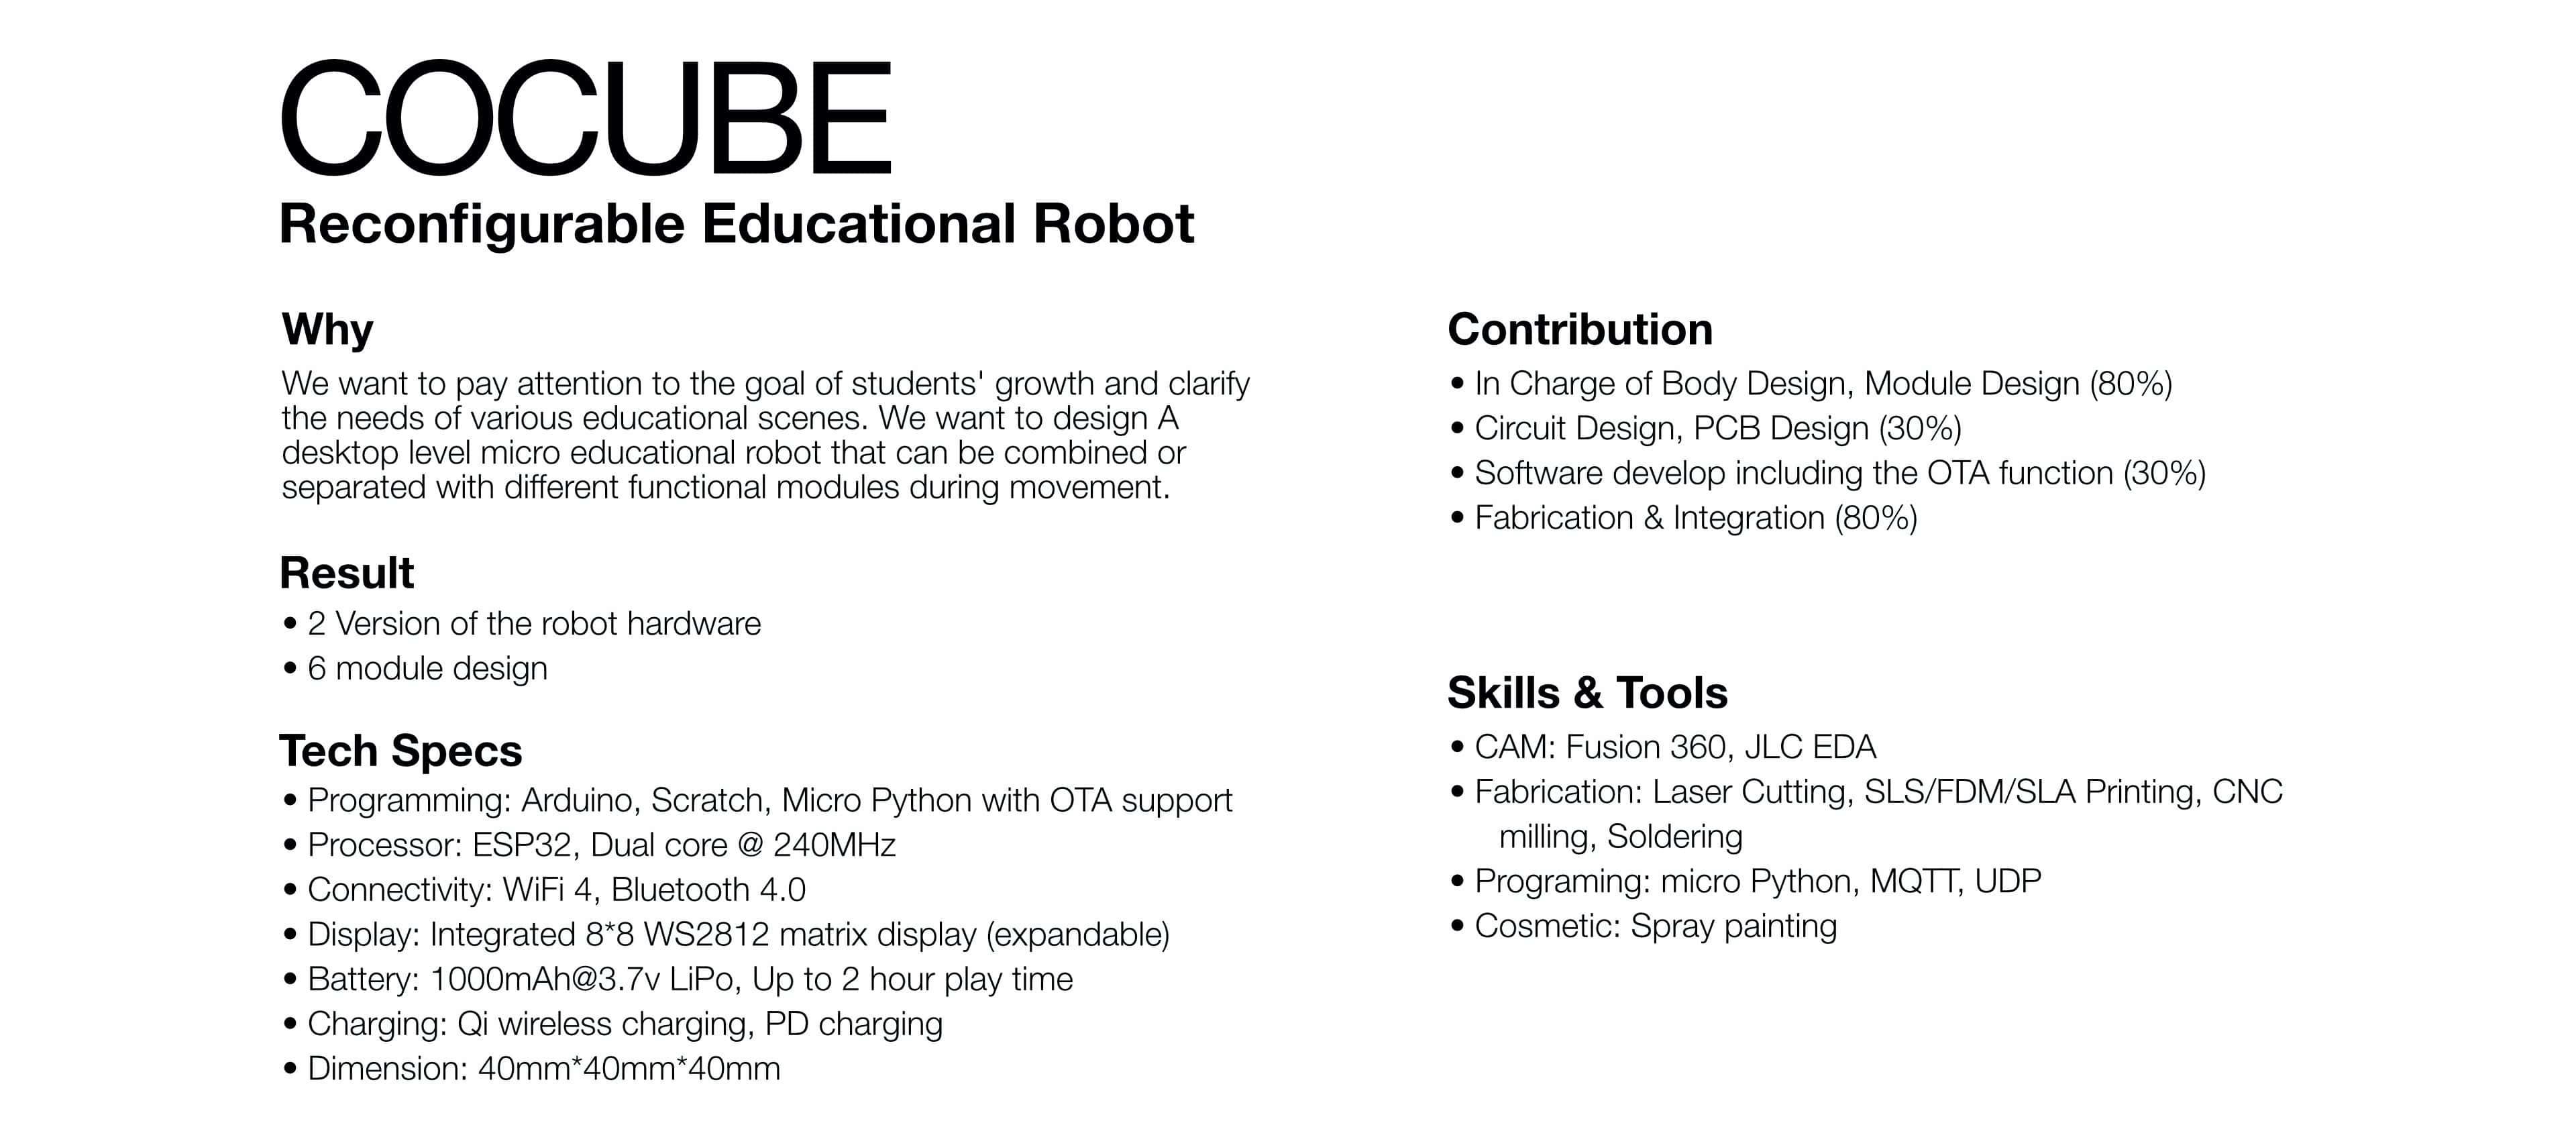 COCUBE
Reconfigurable Educational Robot
Why
We want to pay attention to the goal of students' growth and clarify
the needs of various educational scenes. We want to design A
desktop level micro educational robot that can be combined or
separated with different functional modules during movement.
Result
• 2 Version of the robot hardware
• 6 module design
Tech Specs
• Programming: Arduino, Scratch, Micro Python with OTA support
• Processor: ESP32, Dual core @ 240MHz
• Connectivity: WiFi 4, Bluetooth 4.0
• Display: Integrated 8*8 WS2812 matrix display (expandable)
• Battery: 1000mAh@3.7v LiPo, Up to 2 hour play time
• Charging: Qi wireless charging, PD charging
• Dimension: 40mm*40mm*40mm
Contribution
• In Charge of Body Design, Module Design (80%)
• Circuit Design, PCB Design (30%)
• Software develop including the OTA function (30%)
• Fabrication & Integration (80%)
Skills & Tools
• CAM: Fusion 360, JLC EDA
• Fabrication: Laser Cutting, SLS/FDM/SLA Printing, CNC
milling, Soldering
• Programing: micro Python, MQTT, UDP
• Cosmetic: Spray painting